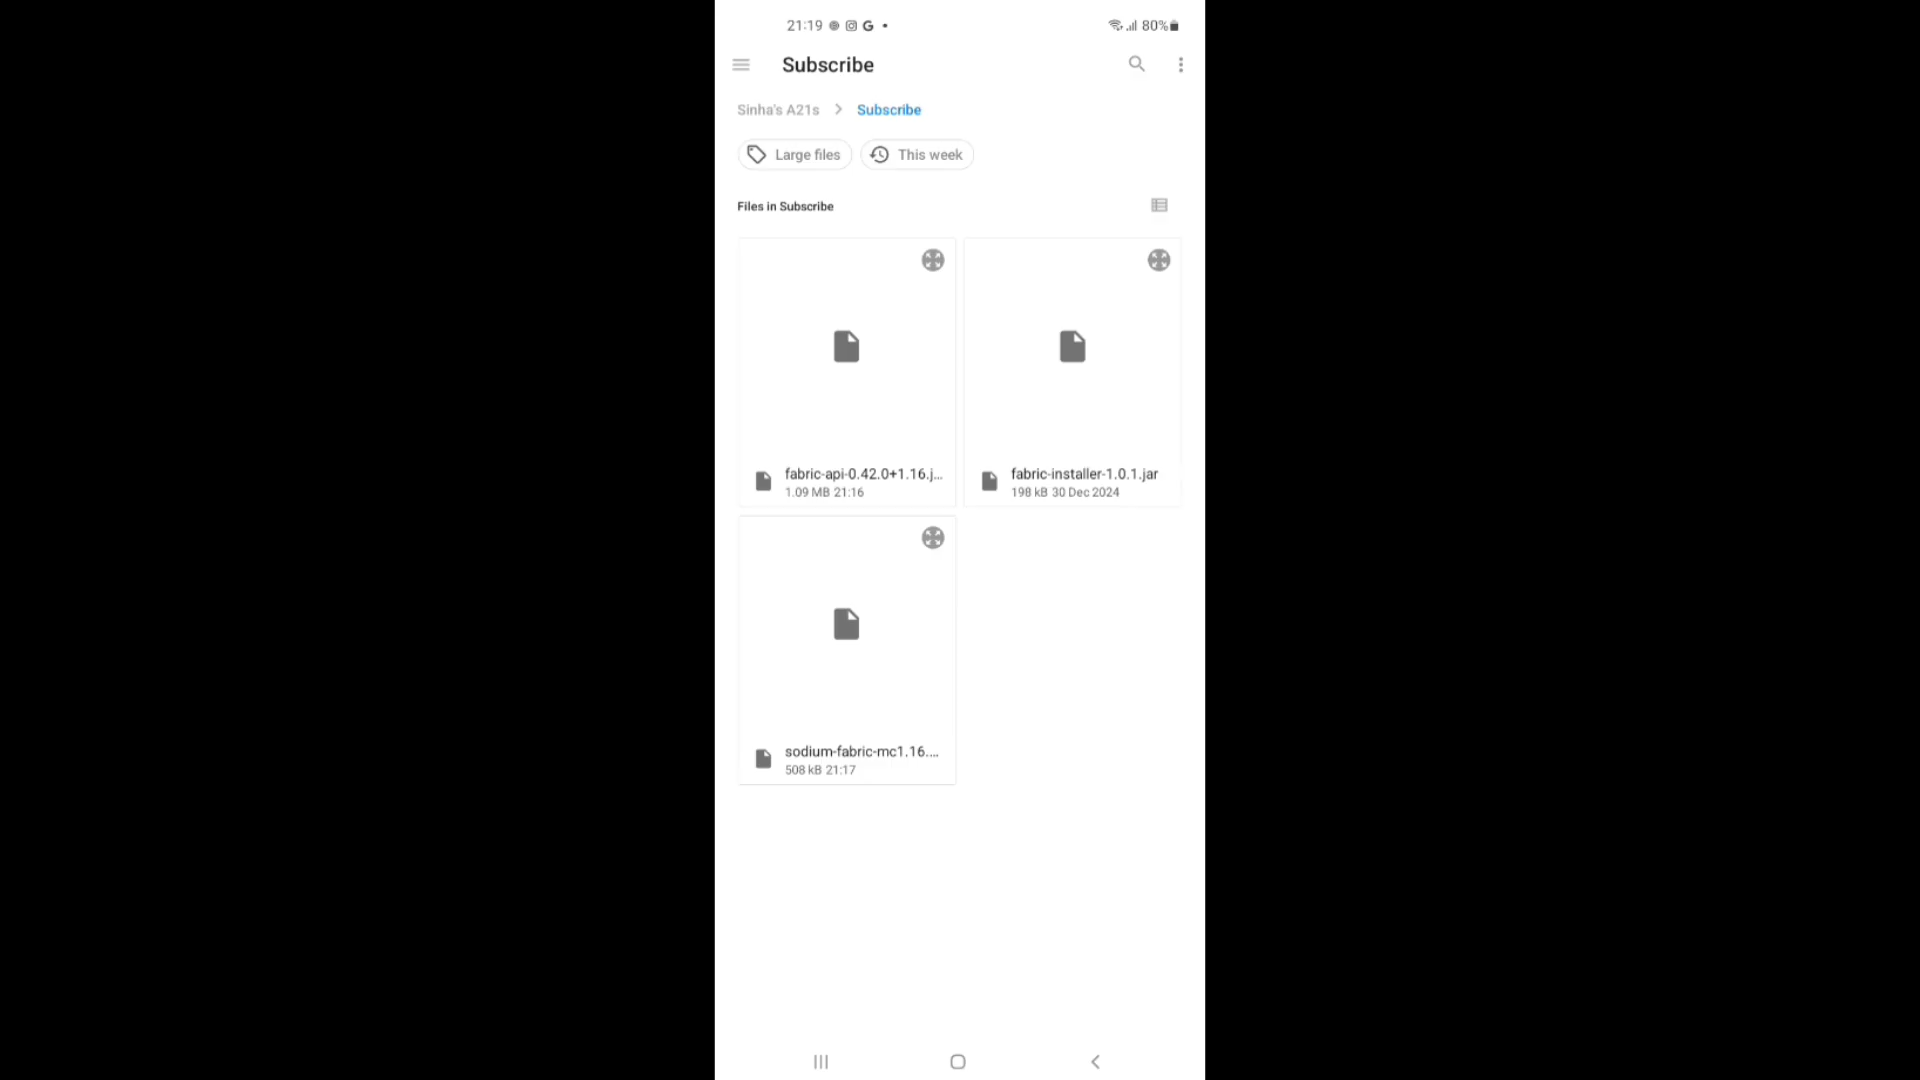 21:19 G 80%
Subscribe
Sinha's A21s > Subscribe
Large files This week
Files in Subscribe
fabric-api-0.42.0+1.16.j...
1.09 MB 21:16
fabric-installer-1.0.1.jar
198 kB 30 Dec 2024
sodium-fabric-mc1.16....
508 kB 21:17